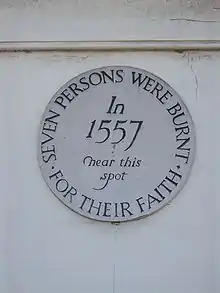 · SEVEN PERSONS WERE BURNT ·
In
1557
near this
spot
FOR THEIR FAITH